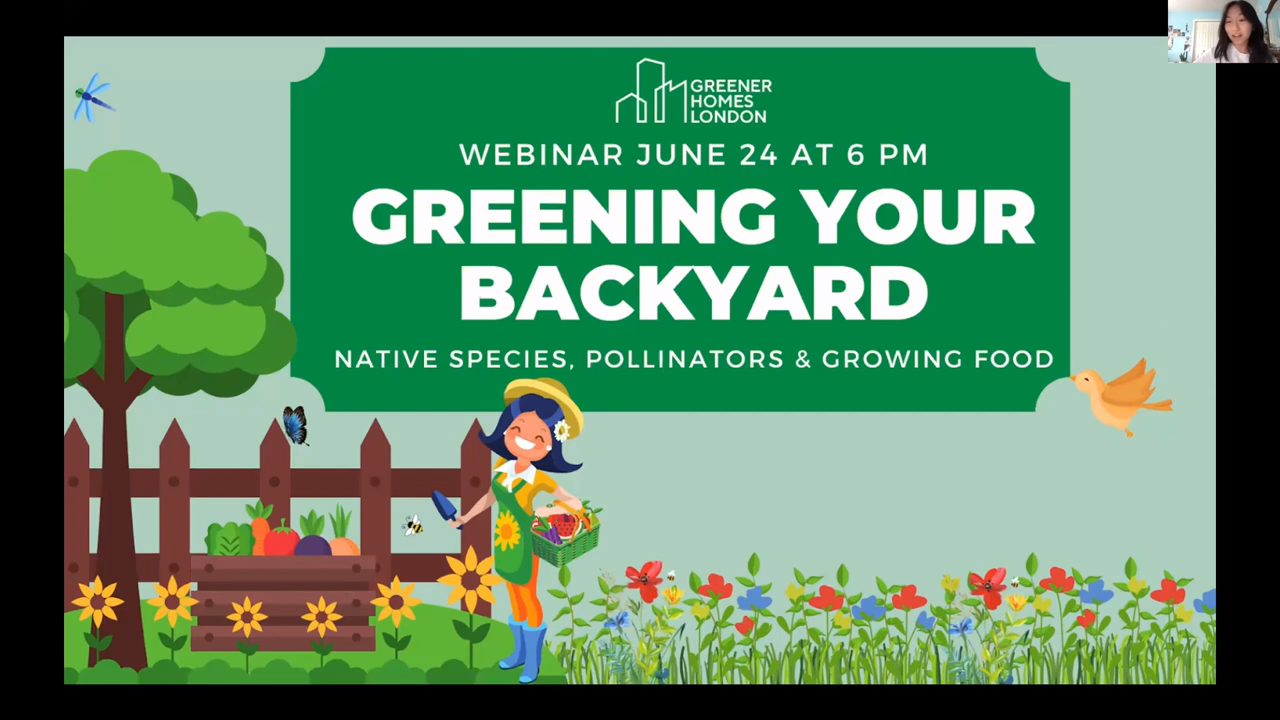 GREENER
HOMES
LONDON
WEBINAR JUNE 24 AT 6 PM
GREENING YOUR
BACKYARD
NATIVE SPECIES, POLLINATORS & GROWING FOOD